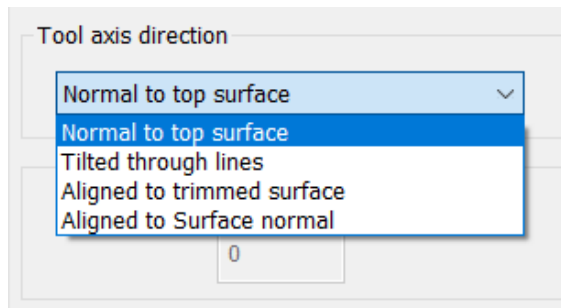 Tool axis direction
Normal to top surface
Normal to top surface
Tilted through lines
Aligned to trimmed surface
Aligned to Surface normal
0